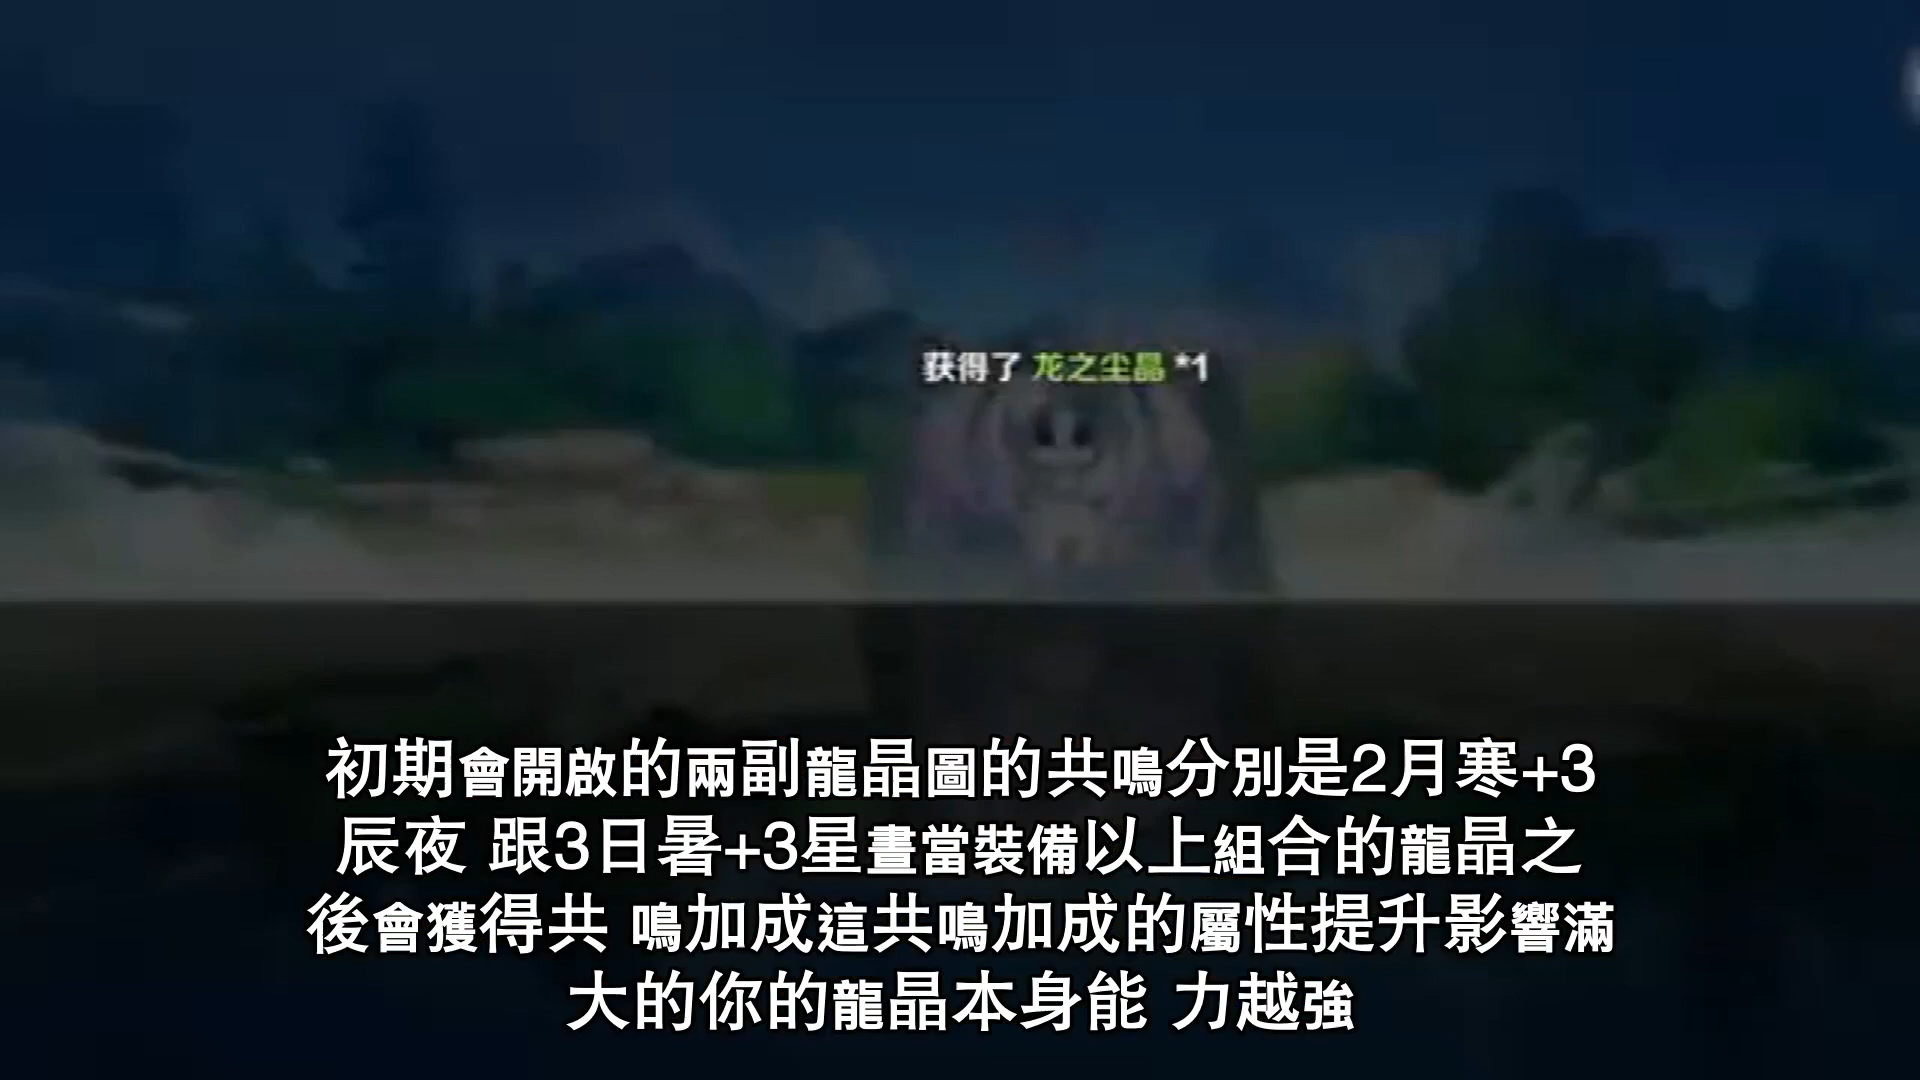 获得了 龙之尘晶 *1
初期會開啟的兩副龍晶圖的共鳴分別是2月寒+3
辰夜 跟3日暑+3星晝當裝備以上組合的龍晶之
後會獲得共 鳴加成這共鳴加成的屬性提升影響滿
大的你的龍晶本身能 力越強